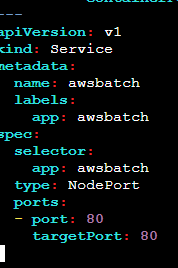 ---
apiVersion: v1
kind: Service
metadata:
  name: awsbatch
  labels:
    app: awsbatch
spec:
  selector:
    app: awsbatch
  type: NodePort
  ports:
  - port: 80
    targetPort: 80